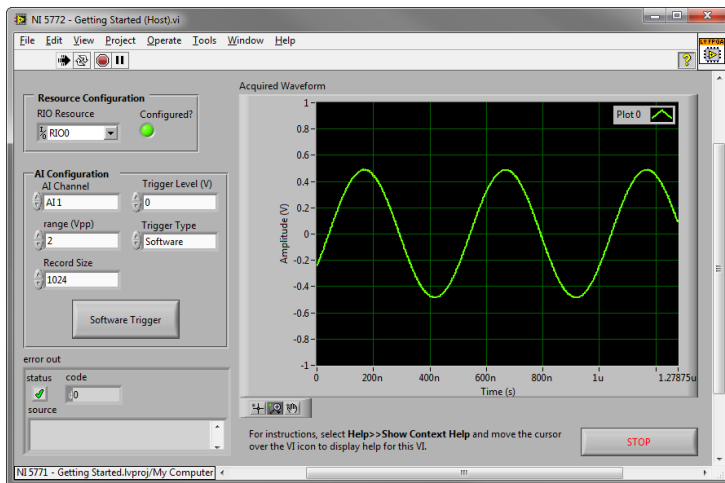 NI 5772 - Getting Started (Host).vi
File Edit View Project Operate Tools Window Help
Resource Configuration
RIO Resource
Configured?
RIO0
AI Configuration
AI Channel
Trigger Level (V)
AI 1
0
range (Vpp)
Trigger Type
2
Software
Record Size
1024
Software Trigger
error out
status
code
0
source
Acquired Waveform
Plot 0
Amplitude (V)
1
0.8
0.6
0.4
0.2
0
-0.2
-0.4
-0.6
-0.8
-1
0
200n
400n
600n
800n
1u
1.27875u
Time (s)
For instructions, select Help>>Show Context Help and move the cursor
over the VI icon to display help for this VI.
STOP
NI 5771 - Getting Started.lvproj/My Computer